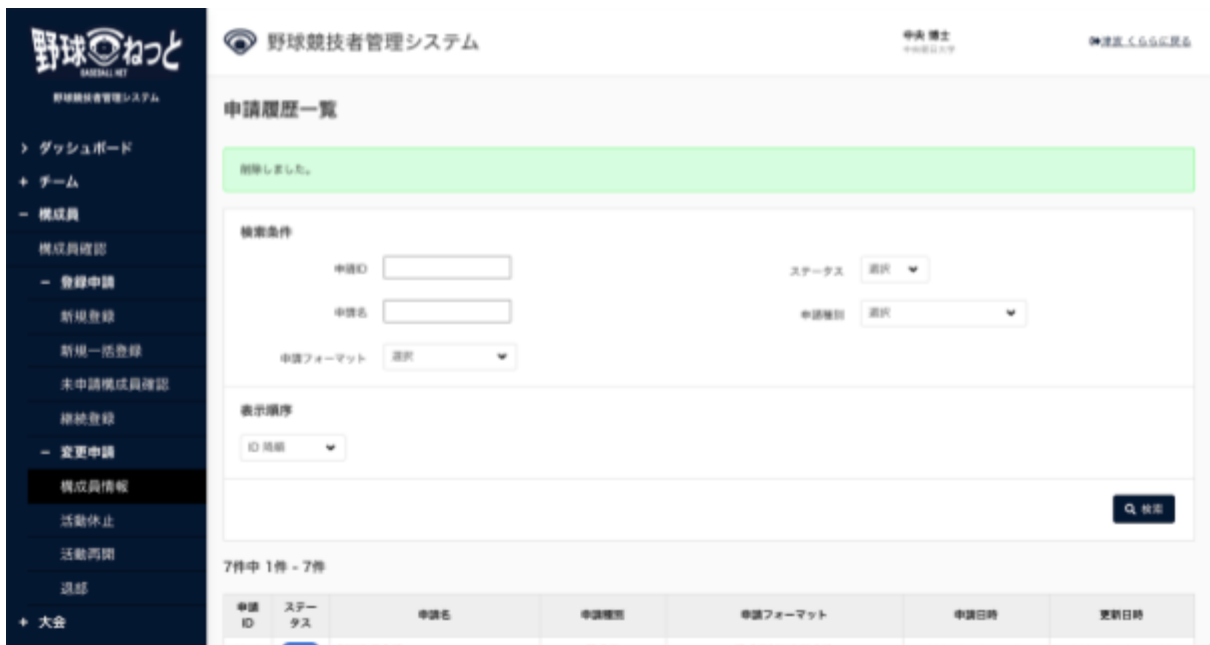 野球ねっと
BASEBALL NET
野球競技者管理システム
ダッシュボード
チーム
構成員
構成員確認
登録申請
新規登録
新規一括登録
未申請構成員確認
継続登録
変更申請
構成員情報
活動休止
活動再開
退部
大会
野球競技者管理システム
中央 博士
くららに戻る
申請履歴一覧
削除しました。
検索条件
申請ID
ステータス
選択
申請名
申請種別
選択
申請フォーマット
選択
表示順序
ID 降順
検索
7件中 1件 - 7件
申請ID
ステータス
申請名
申請種別
申請フォーマット
申請日時
更新日時